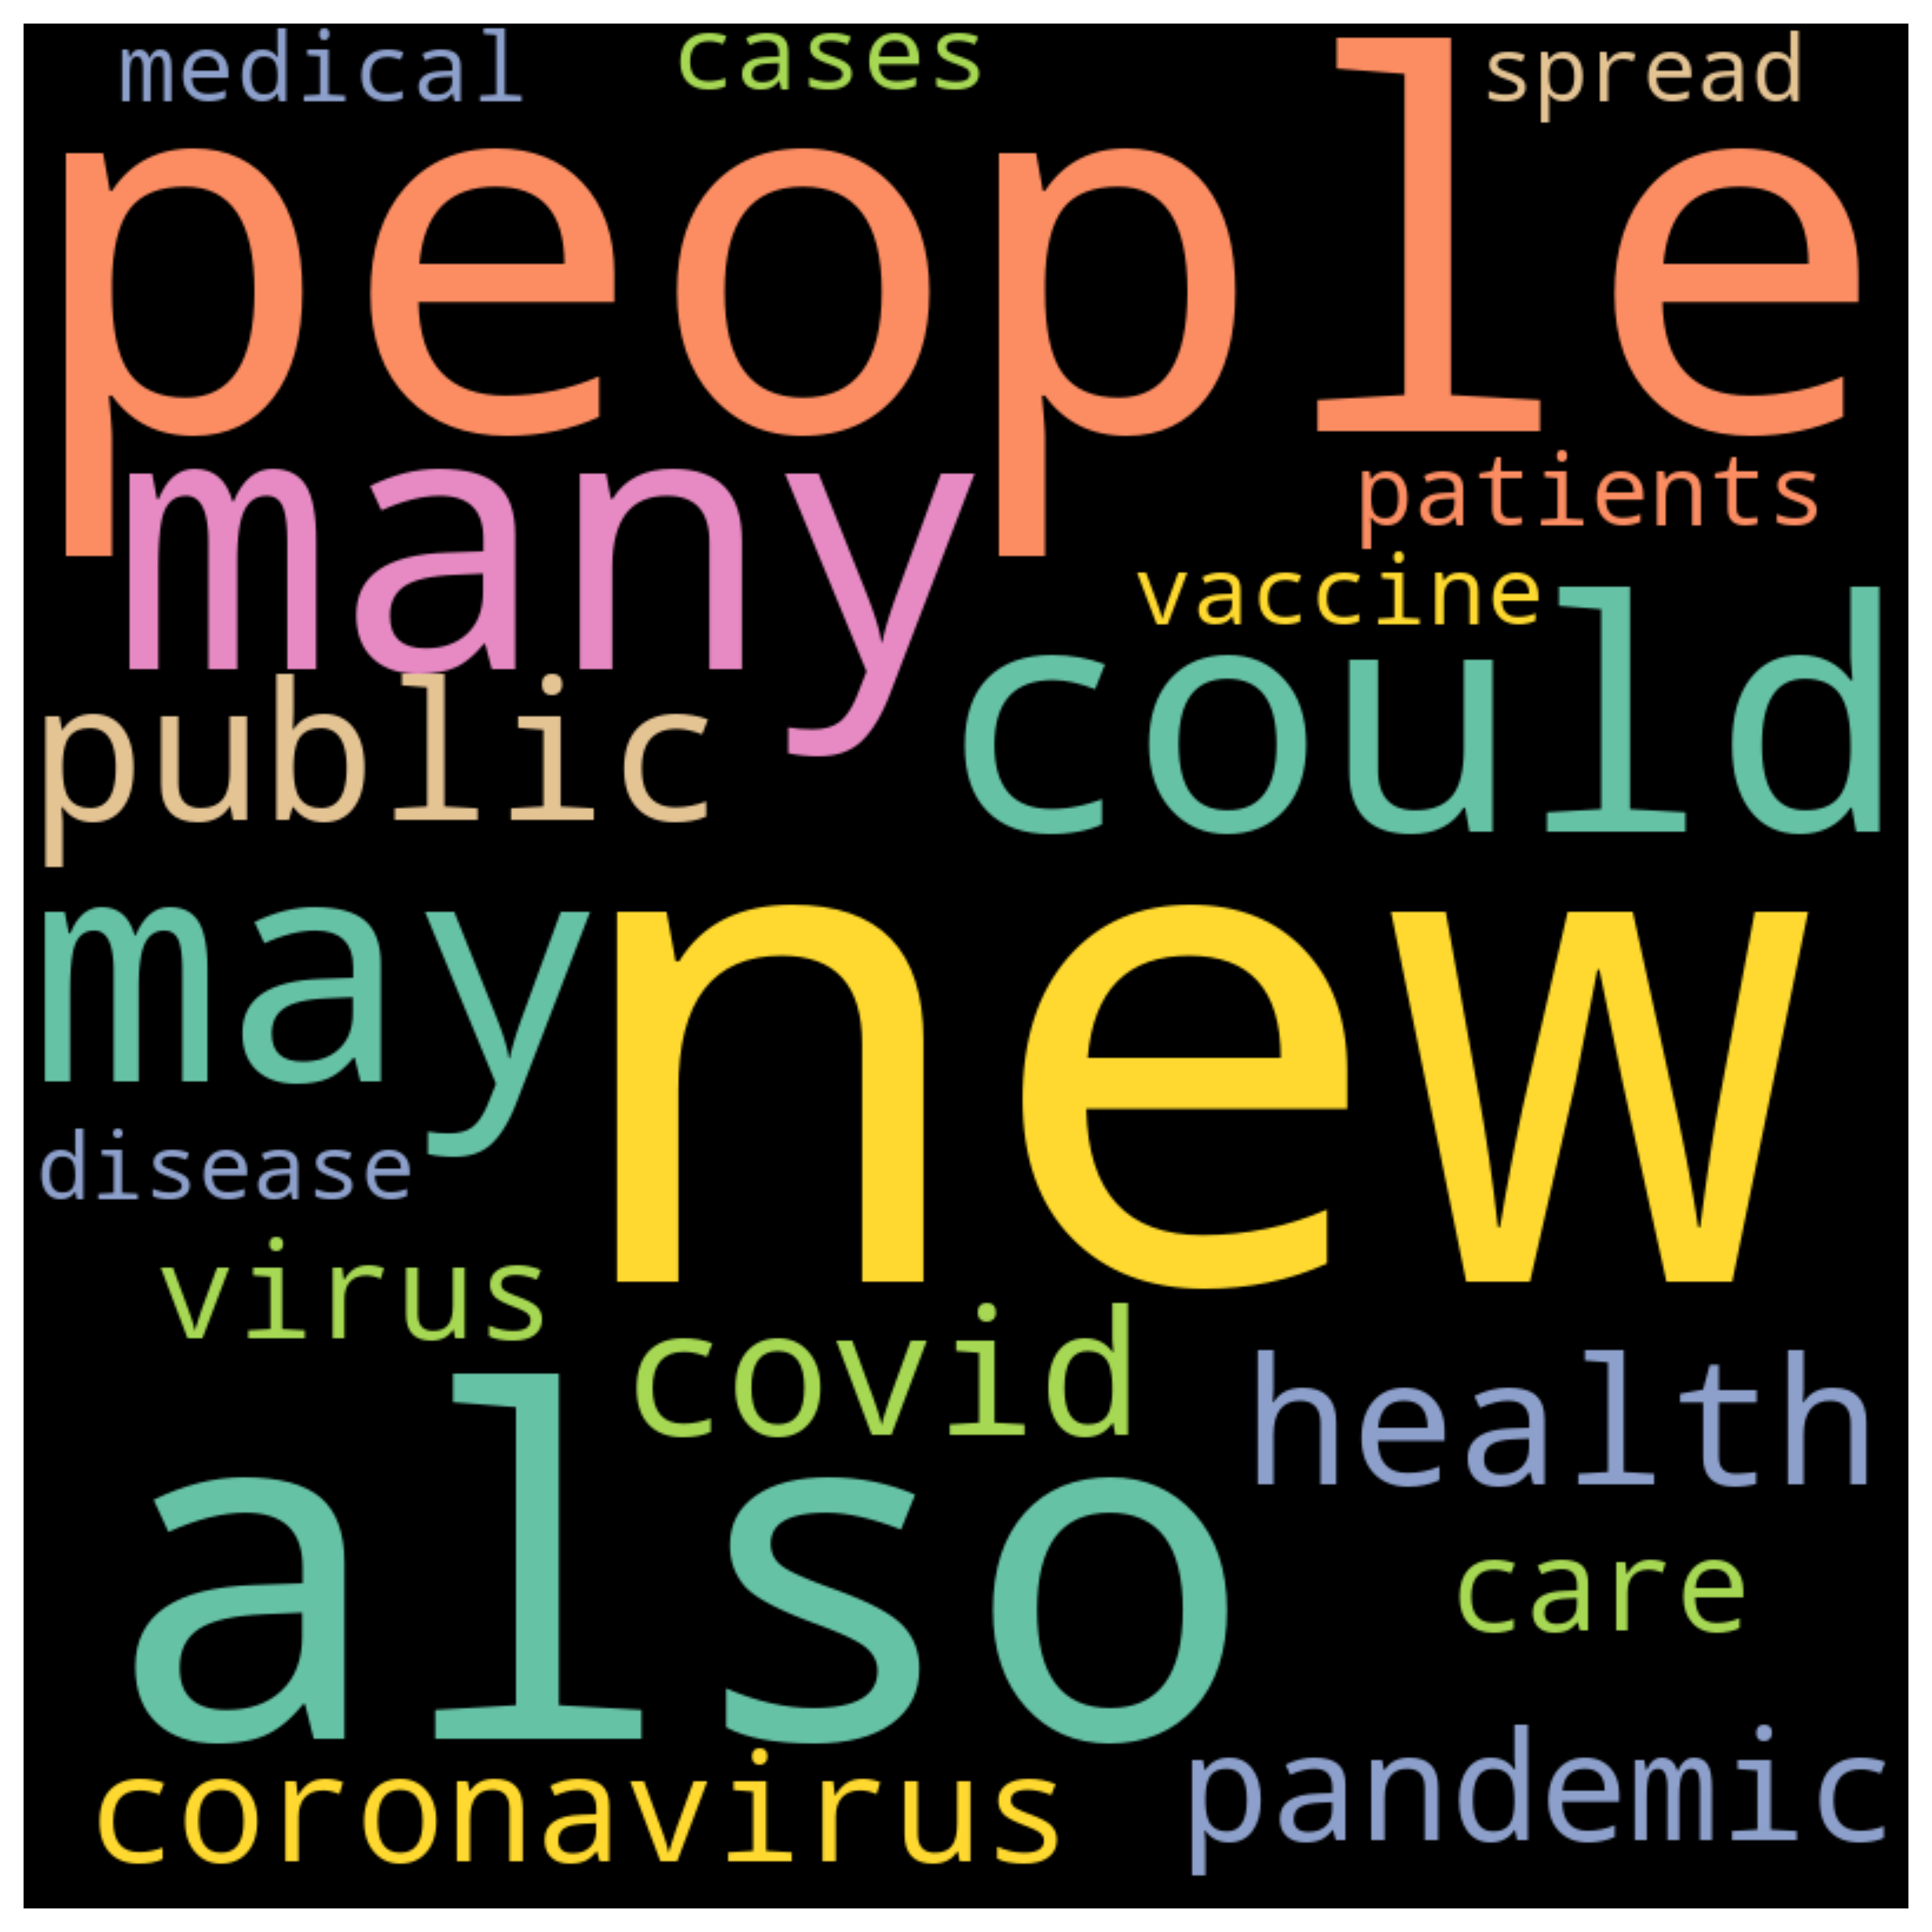 medical cases spread
people
many patients
vaccine
public could
may new
disease
virus
covid health
also care
coronavirus pandemic